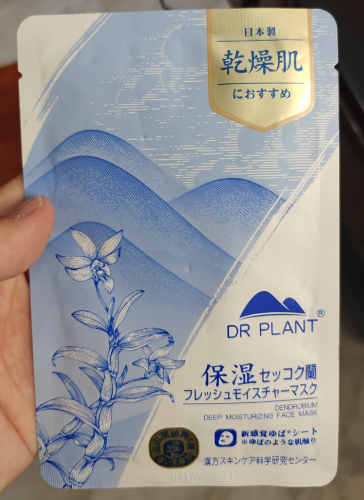 日本製
乾燥肌
におすすめ
DR PLANT®
保湿セッコク蘭
フレッシュモイスチャーマスク
DENDROBIUM
DEEP MOISTURIZING FACE MASK
新感覚ゆば®シート
※ゆばのような肌触り
漢方スキンケア科学研究センター